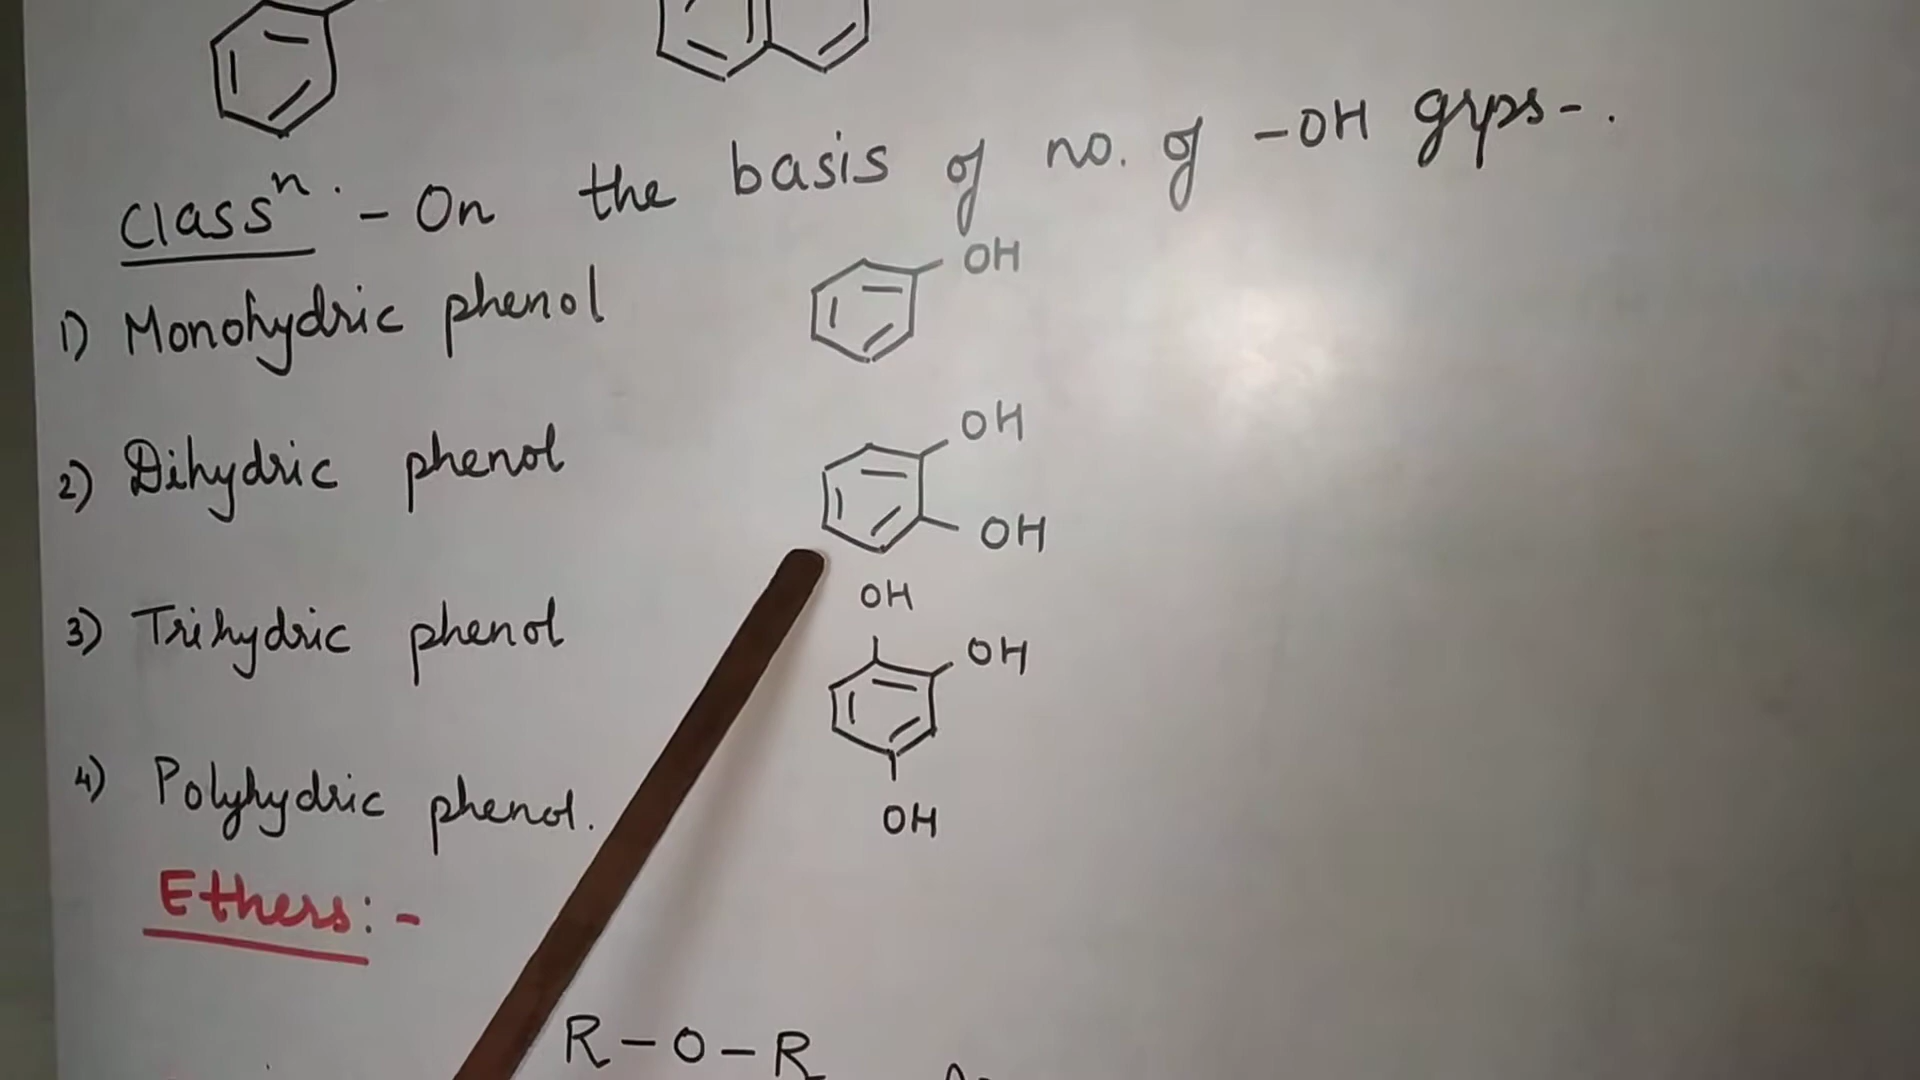 Classⁿ. - On the basis of no. of -OH grps-.
1) Monohydric phenol
OH
2) Dihydric phenol
OH
OH
OH
3) Trihydric phenol
OH
4) Polyhydric phenol.
OH
Ethers:-
R-O-R